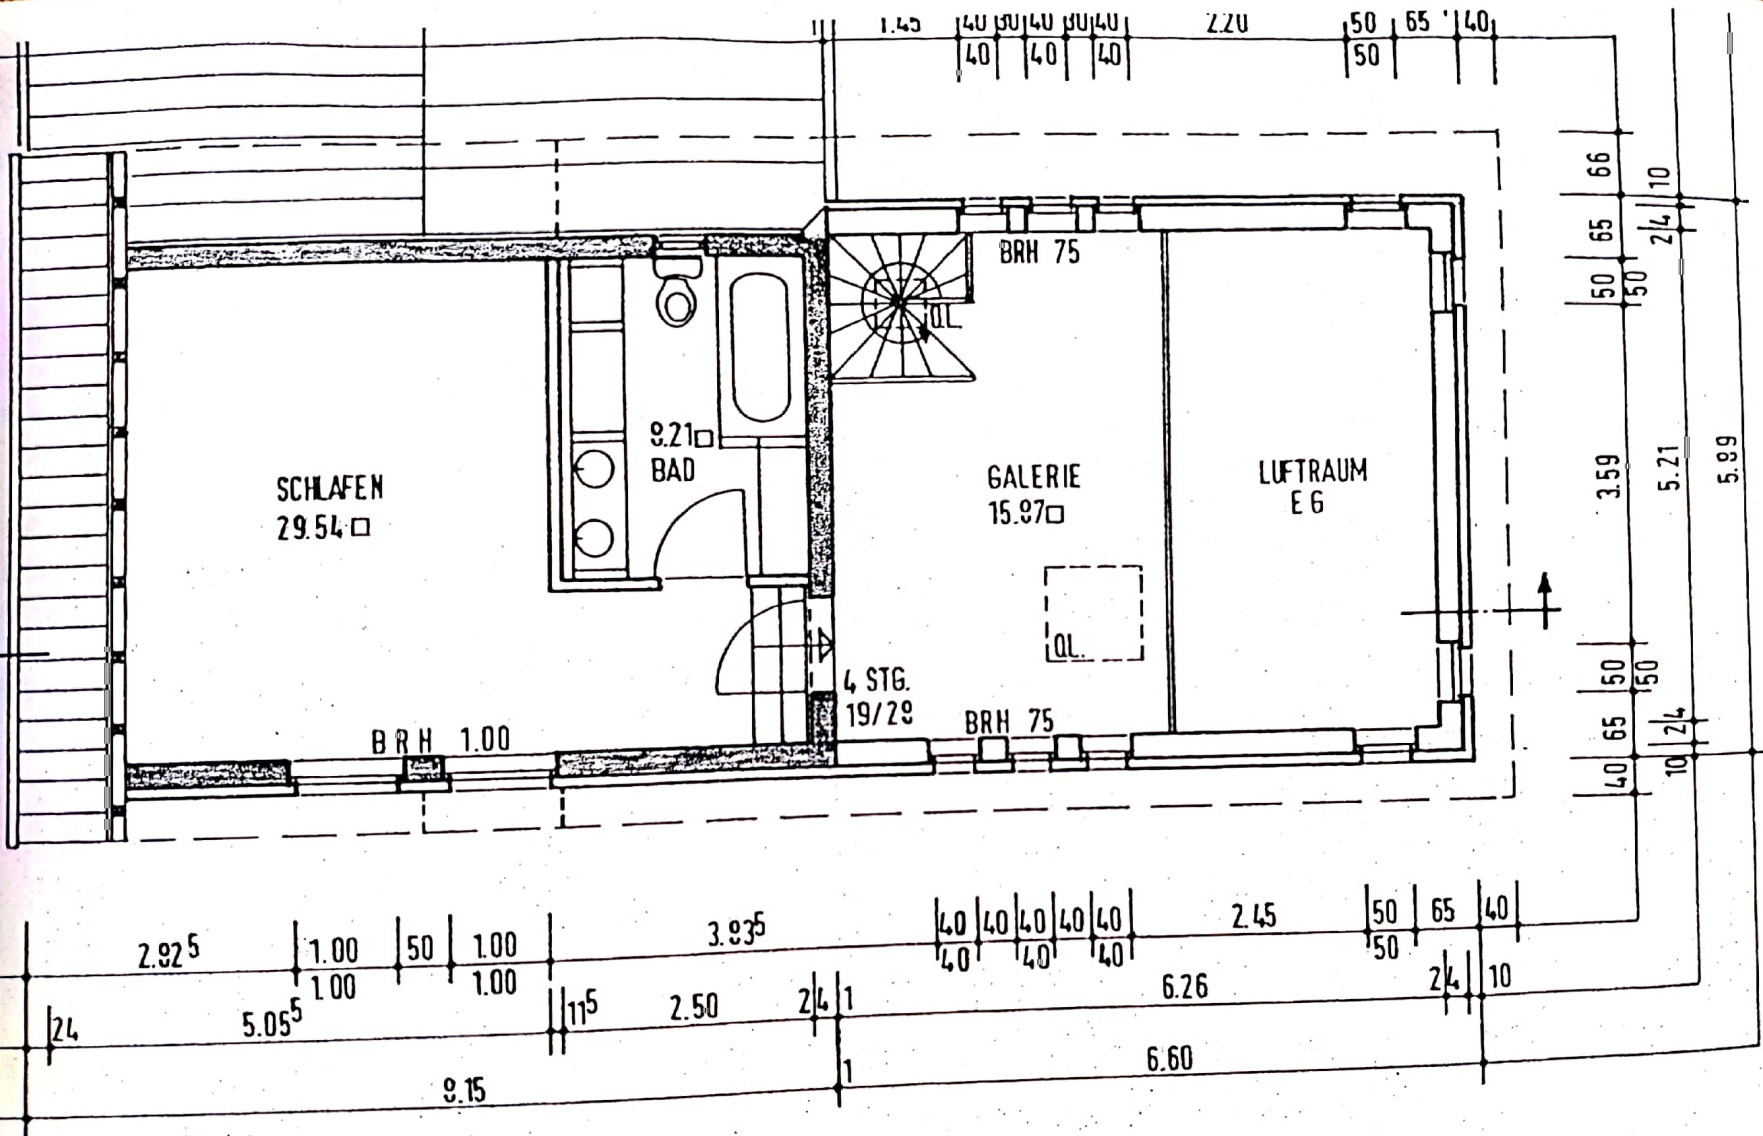 1.45 40 30 40 30 40 2.20 50 65 40
40 40 40 50
66
10
65
24
50
50
BRH 75
OL.
8.21
BAD
SCHLAFEN
29.54
GALERIE
15.87
LUFTRAUM
E 6
3.59
5.21
5.89
OL.
4 STG.
19/28
BRH 75
BRH 1.00
50
50
65
24
40
10
2.82⁵ 1.00 50 1.00 3.83⁵ 40 40 40 40 40 2.45 50 65 40
1.00 1.00 40 40 40 50
24 5.05⁵ 11⁵ 2.50 24 1 6.26 24 10
8.15 1 6.60